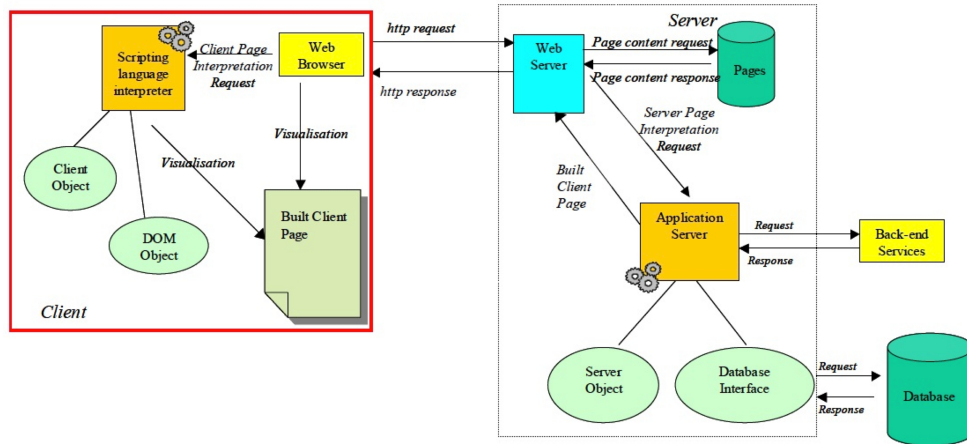 Scripting
language
interpreter
Client Page
Interpretation
Request
Web
Browser
Visualisation
Visualisation
Client
Object
DOM
Object
Built Client
Page
Client
http request
http response
Server
Web
Server
Page content request
Page content response
Pages
Server Page
Interpretation
Request
Built
Client
Page
Application
Server
Request
Response
Back-end
Services
Server
Object
Database
Interface
Request
Response
Database